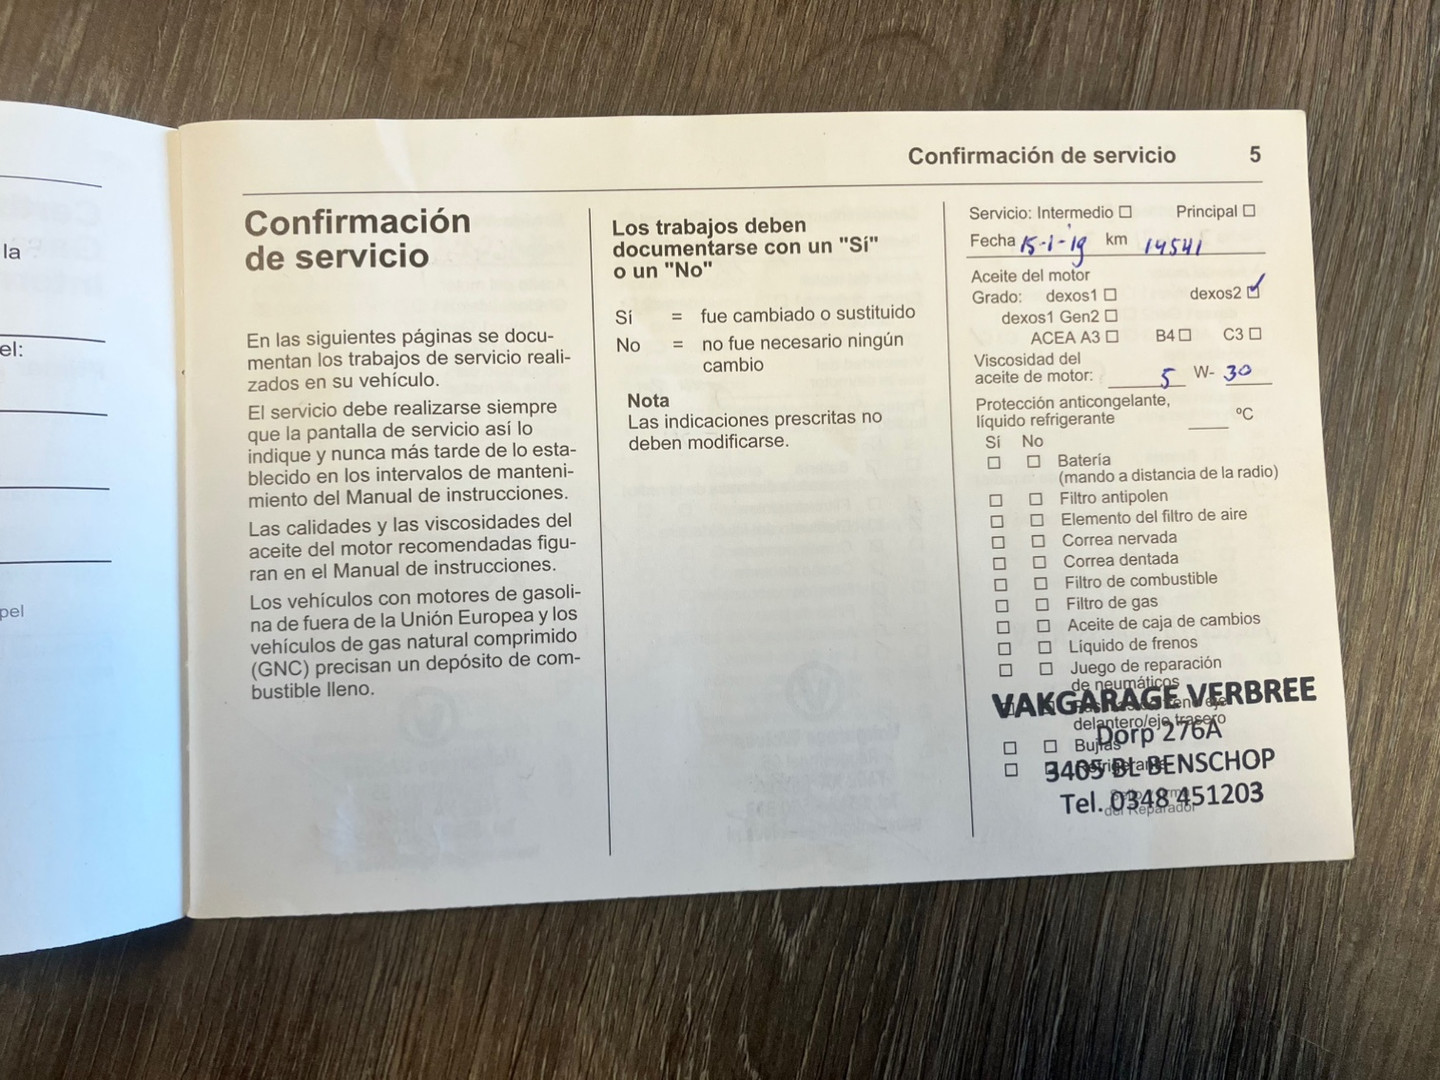 la
el:
pel
Confirmación de servicio 5
Confirmación
de servicio
En las siguientes páginas se docu-
mentan los trabajos de servicio reali-
zados en su vehículo.
El servicio debe realizarse siempre
que la pantalla de servicio así lo
indique y nunca más tarde de lo esta-
blecido en los intervalos de manteni-
miento del Manual de instrucciones.
Las calidades y las viscosidades del
aceite del motor recomendadas figu-
ran en el Manual de instrucciones.
Los vehículos con motores de gasoli-
na de fuera de la Unión Europea y los
vehículos de gas natural comprimido
(GNC) precisan un depósito de com-
bustible lleno.
Los trabajos deben
documentarse con un "Sí"
o un "No"
Sí = fue cambiado o sustituido
No = no fue necesario ningún
cambio
Nota
Las indicaciones prescritas no
deben modificarse.
Servicio: Intermedio ☐ Principal ☐
Fecha 15-1-'19 km 14541
Aceite del motor
Grado: dexos1 ☐ dexos2 ☑
dexos1 Gen2 ☐
ACEA A3 ☐ B4 ☐ C3 ☐
Viscosidad del
aceite de motor: 5 W- 30
Protección anticongelante,
líquido refrigerante ____ ºC
Sí No
☐ ☐ Batería
(mando a distancia de la radio)
☐ ☐ Filtro antipolen
☐ ☐ Elemento del filtro de aire
☐ ☐ Correa nervada
☐ ☐ Correa dentada
☐ ☐ Filtro de combustible
☐ ☐ Filtro de gas
☐ ☐ Aceite de caja de cambios
☐ ☐ Líquido de frenos
☐ ☐ Juego de reparación
de neumáticos
VAKGARAGE VERBREE
delantero/eje trasero
Dorp 276A
☐ ☐ Bujías
3405 BL BENSCHOP
☐ ☐ Refrigerante
Tel. 0348 451203
del Reparador